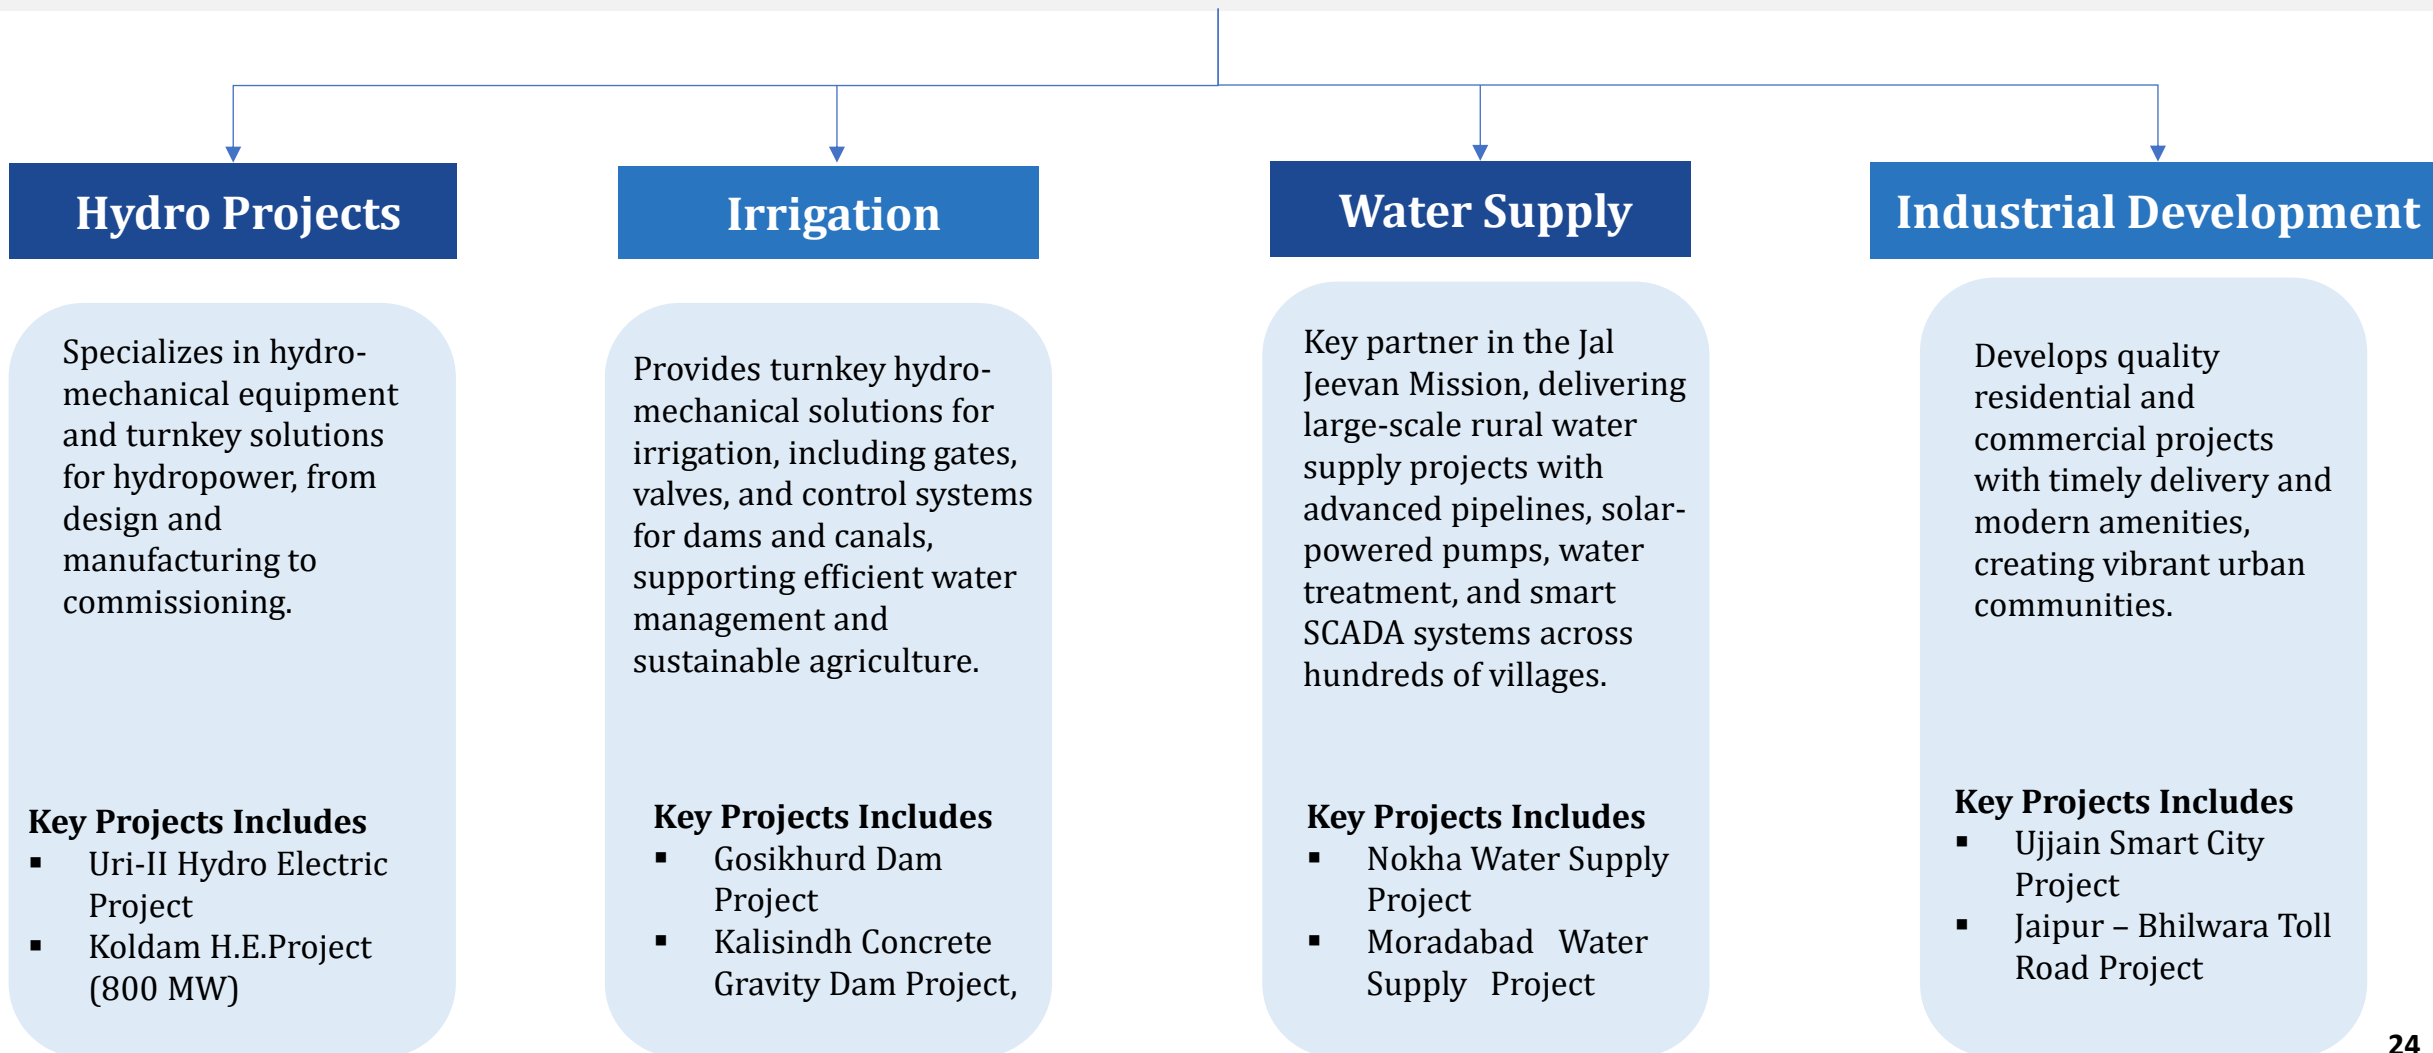 Hydro Projects
Specializes in hydro-
mechanical equipment
and turnkey solutions
for hydropower, from
design and
manufacturing to
commissioning.
Key Projects Includes
▪ Uri-II Hydro Electric
Project
▪ Koldam H.E.Project
(800 MW)
Irrigation
Provides turnkey hydro-
mechanical solutions for
irrigation, including gates,
valves, and control systems
for dams and canals,
supporting efficient water
management and
sustainable agriculture.
Key Projects Includes
▪ Gosikhurd Dam
Project
▪ Kalisindh Concrete
Gravity Dam Project,
Water Supply
Key partner in the Jal
Jeevan Mission, delivering
large-scale rural water
supply projects with
advanced pipelines, solar-
powered pumps, water
treatment, and smart
SCADA systems across
hundreds of villages.
Key Projects Includes
▪ Nokha Water Supply
Project
▪ Moradabad Water
Supply Project
Industrial Development
Develops quality
residential and
commercial projects
with timely delivery and
modern amenities,
creating vibrant urban
communities.
Key Projects Includes
▪ Ujjain Smart City
Project
▪ Jaipur – Bhilwara Toll
Road Project
24